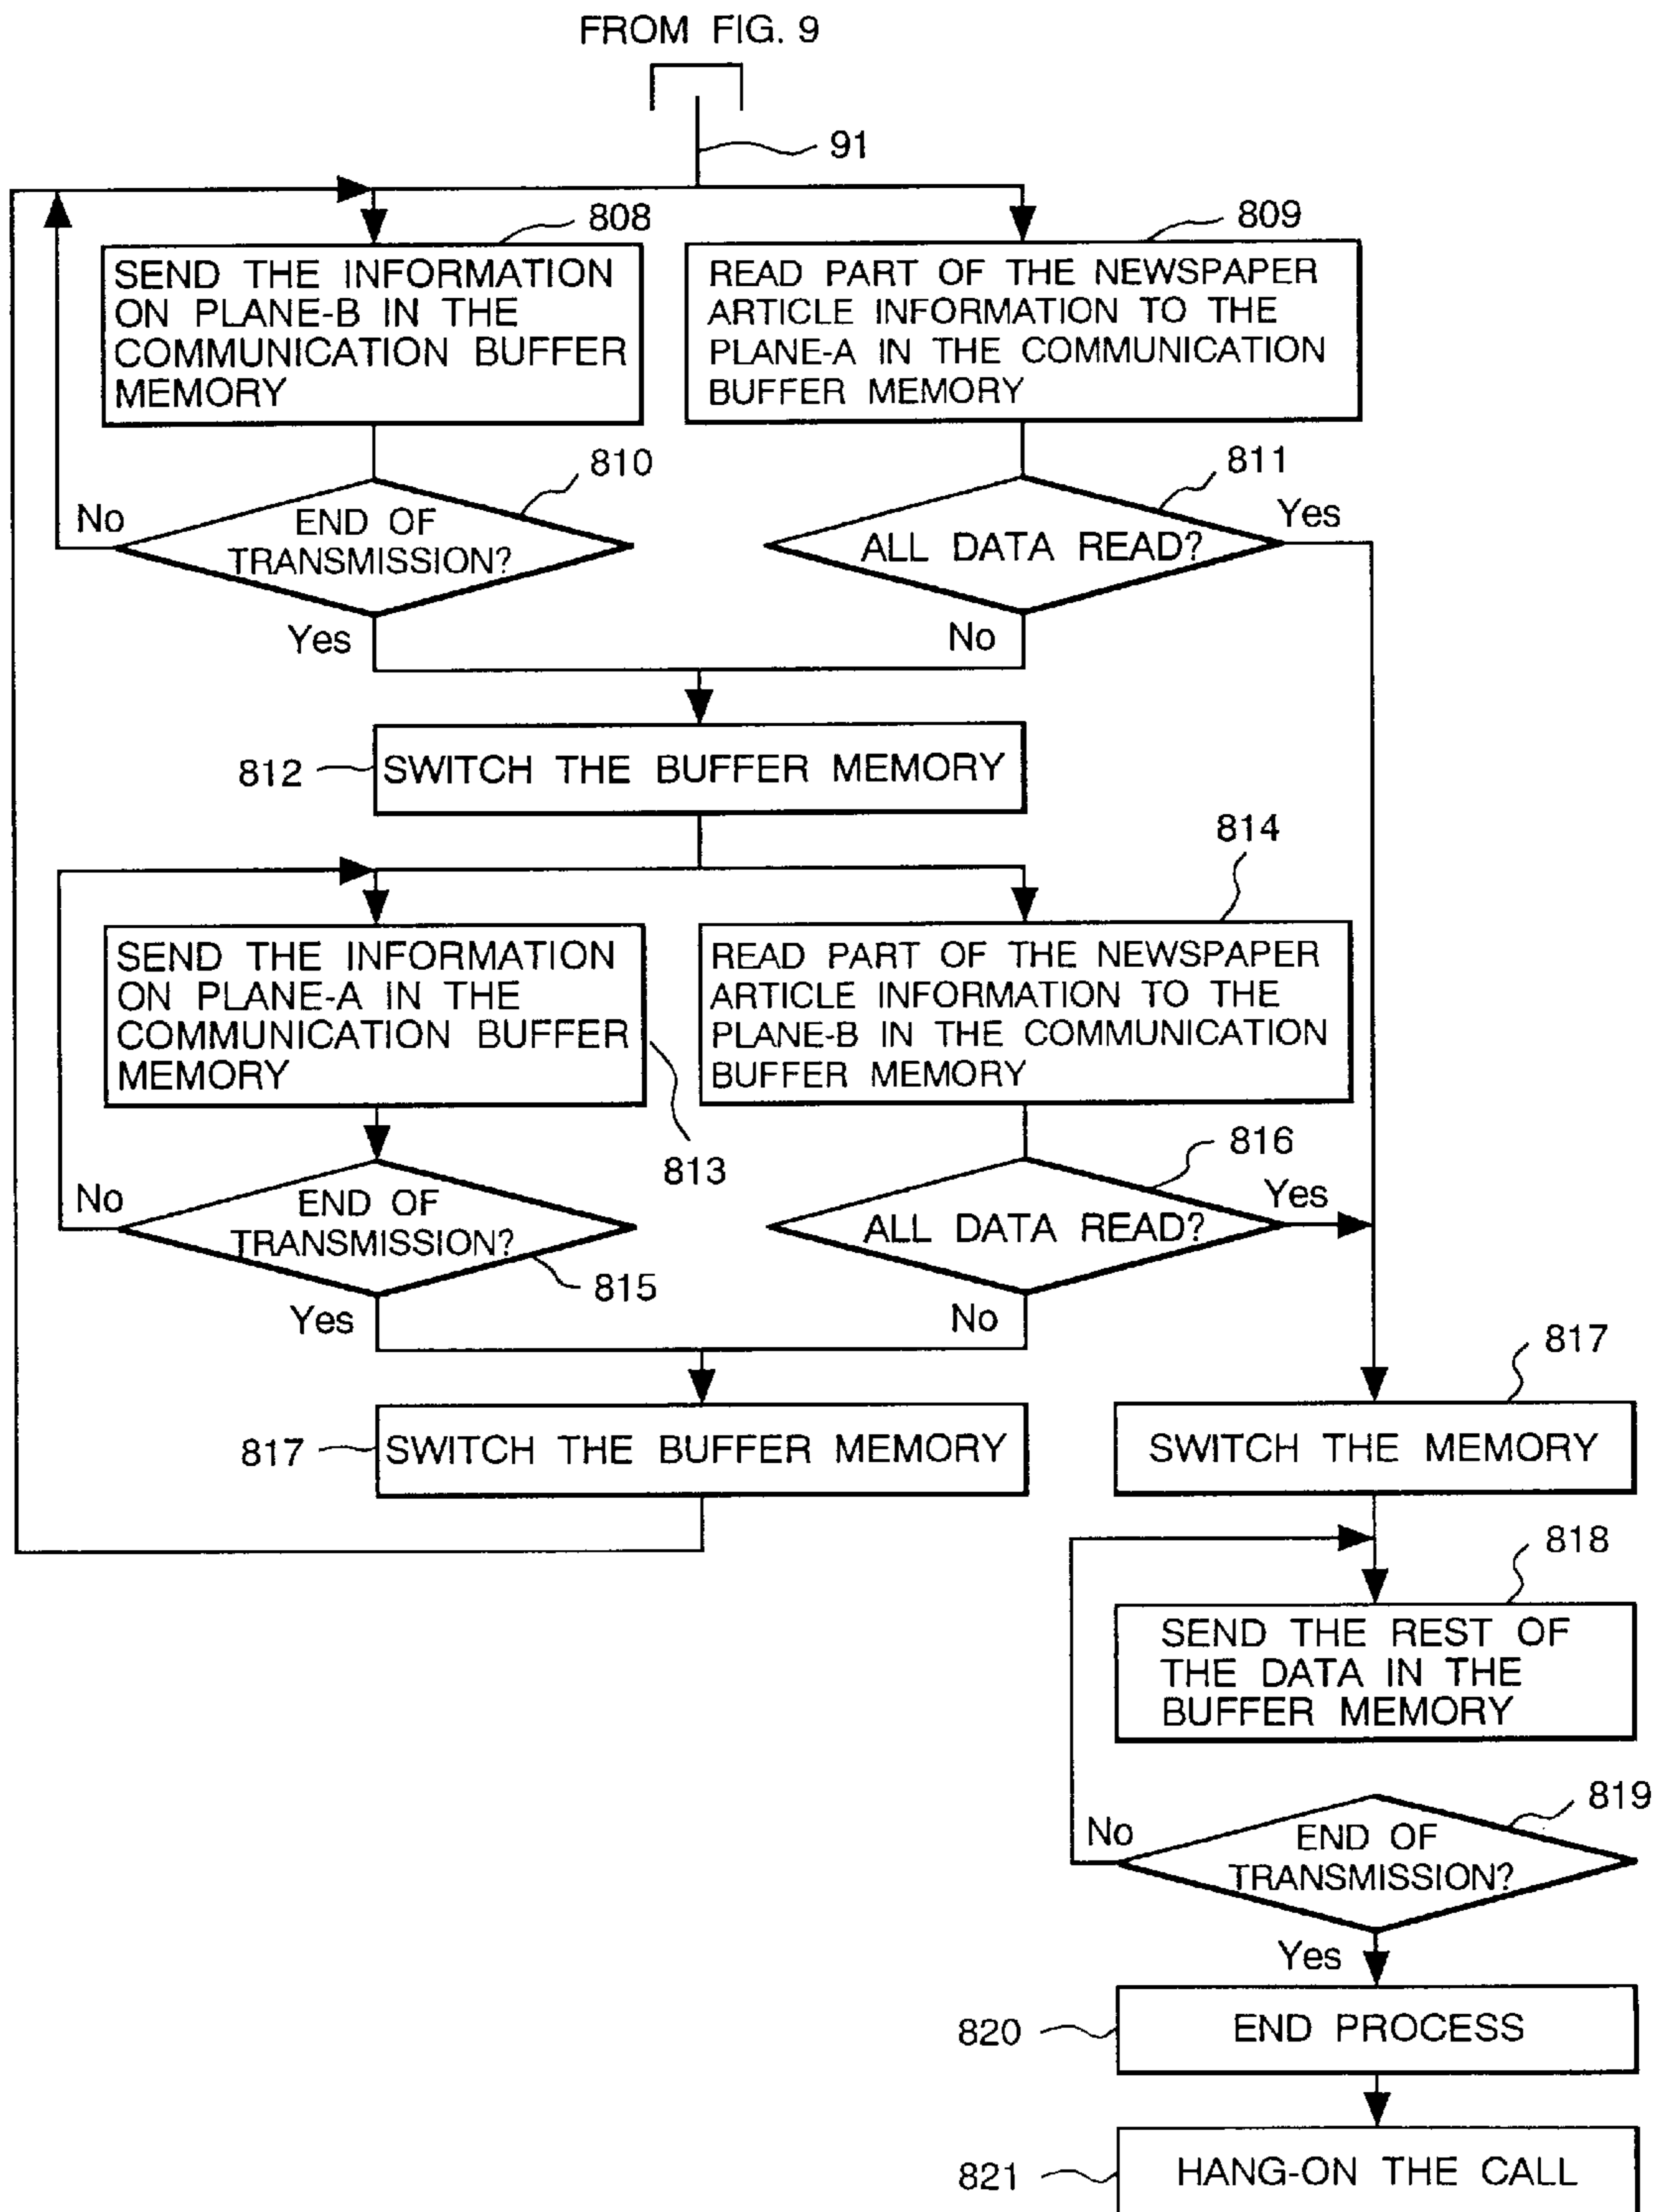 FROM FIG. 9
91
808
809
SEND THE INFORMATION
ON PLANE-B IN THE
COMMUNICATION BUFFER
MEMORY
READ PART OF THE NEWSPAPER
ARTICLE INFORMATION TO THE
PLANE-A IN THE COMMUNICATION
BUFFER MEMORY
810
811
No
END OF
TRANSMISSION?
Yes
ALL DATA READ?
Yes
No
812
SWITCH THE BUFFER MEMORY
814
SEND THE INFORMATION
ON PLANE-A IN THE
COMMUNICATION BUFFER
MEMORY
813
READ PART OF THE NEWSPAPER
ARTICLE INFORMATION TO THE
PLANE-B IN THE COMMUNICATION
BUFFER MEMORY
816
No
END OF
TRANSMISSION?
815
Yes
ALL DATA READ?
Yes
No
817
SWITCH THE BUFFER MEMORY
817
SWITCH THE MEMORY
818
SEND THE REST OF
THE DATA IN THE
BUFFER MEMORY
819
No
END OF
TRANSMISSION?
Yes
820
END PROCESS
821
HANG-ON THE CALL